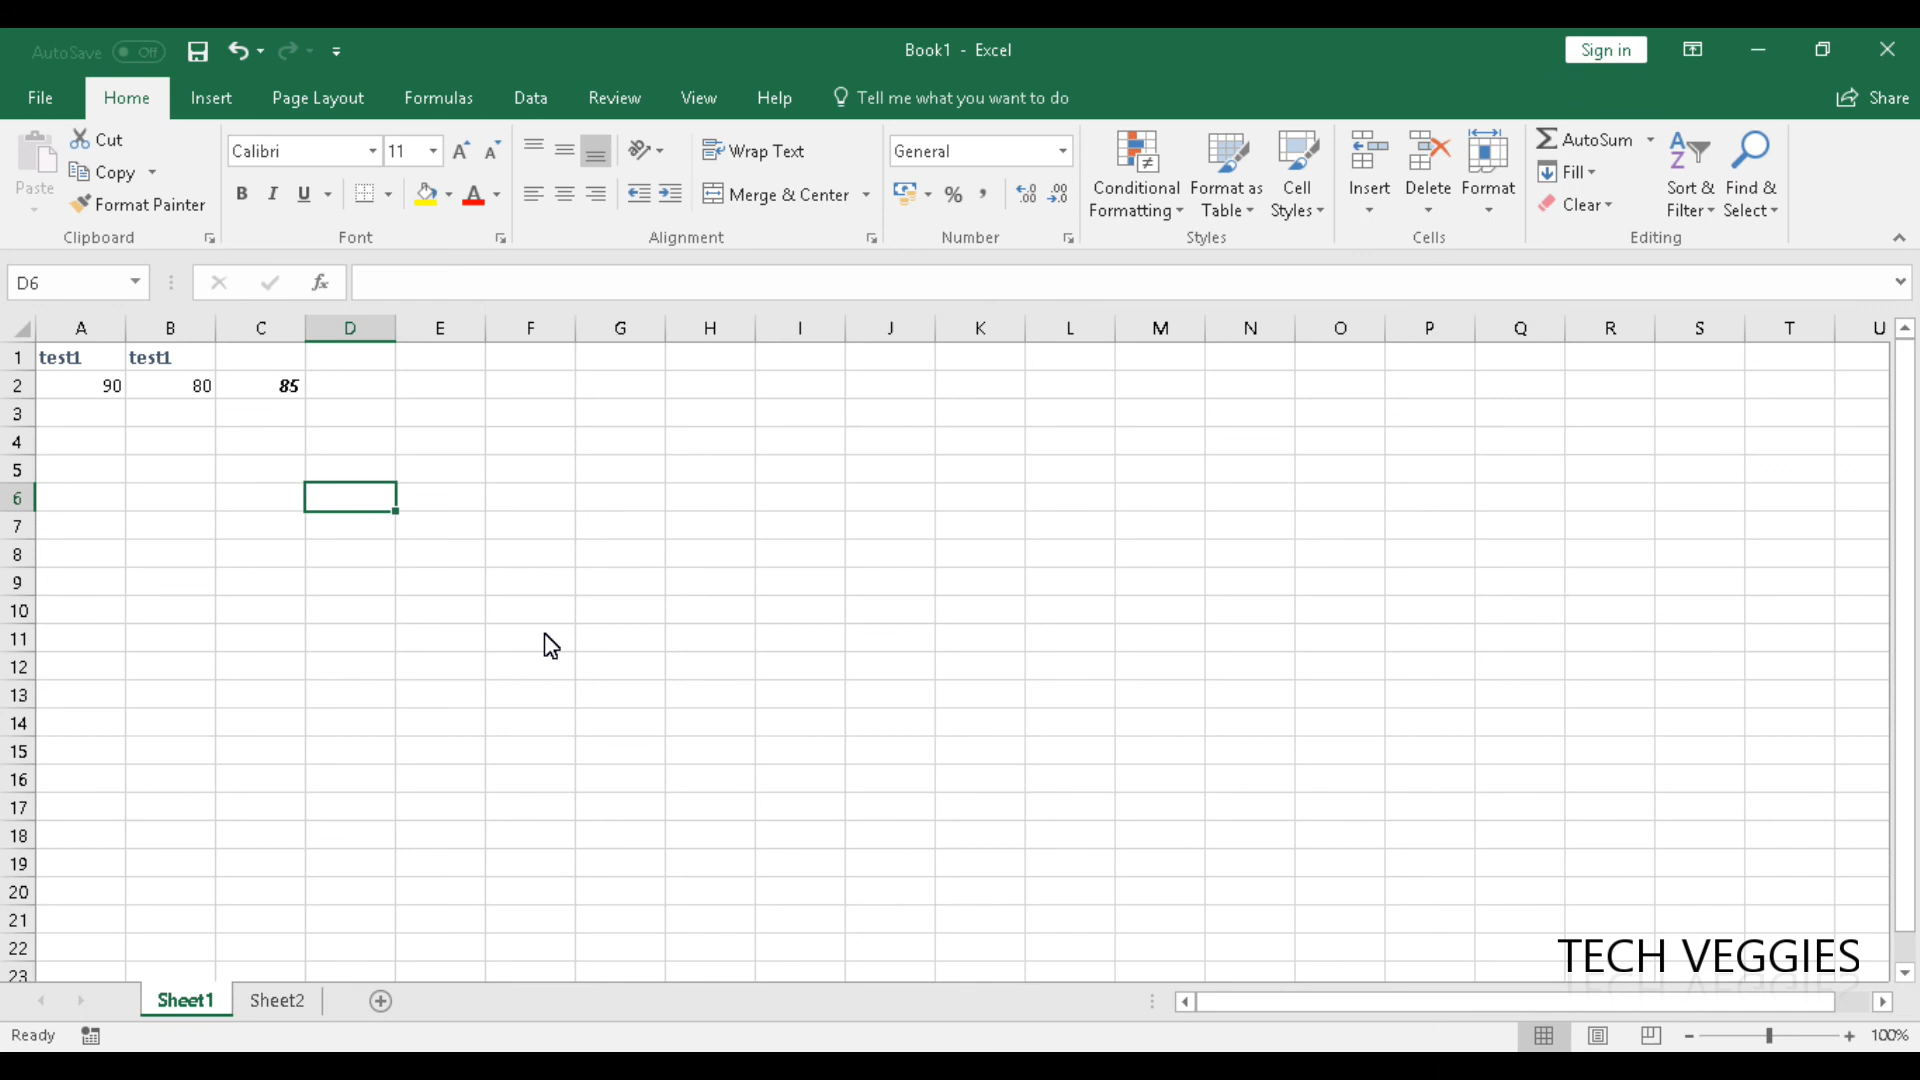 AutoSave Off
Book1 - Excel
Sign in
File Home Insert Page Layout Formulas Data Review View Help Tell me what you want to do Share
Paste
Cut
Copy
Format Painter
Clipboard
Calibri 11
B I U
Font
Wrap Text
Merge & Center
Alignment
General
Number
Conditional Formatting
Format as Table
Cell Styles
Styles
Insert Delete Format
Cells
AutoSum
Fill
Clear
Sort & Filter
Find & Select
Editing
D6 fx
A B C D E F G H I J K L M N O P Q R S T U
1 test1 test1
2 90 80 85
3
4
5
6
7
8
9
10
11
12
13
14
15
16
17
18
19
20
21
22
23
TECH VEGGIES
Sheet1 Sheet2
Ready 100%